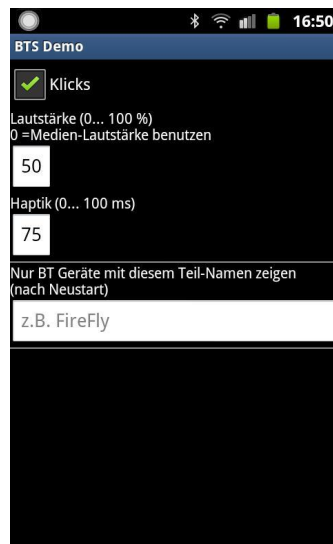 16:50
BTS Demo
Klicks
Lautstärke (0... 100 %)
0 =Medien-Lautstärke benutzen
50
Haptik (0... 100 ms)
75
Nur BT Geräte mit diesem Teil-Namen zeigen
(nach Neustart)
z.B. FireFly